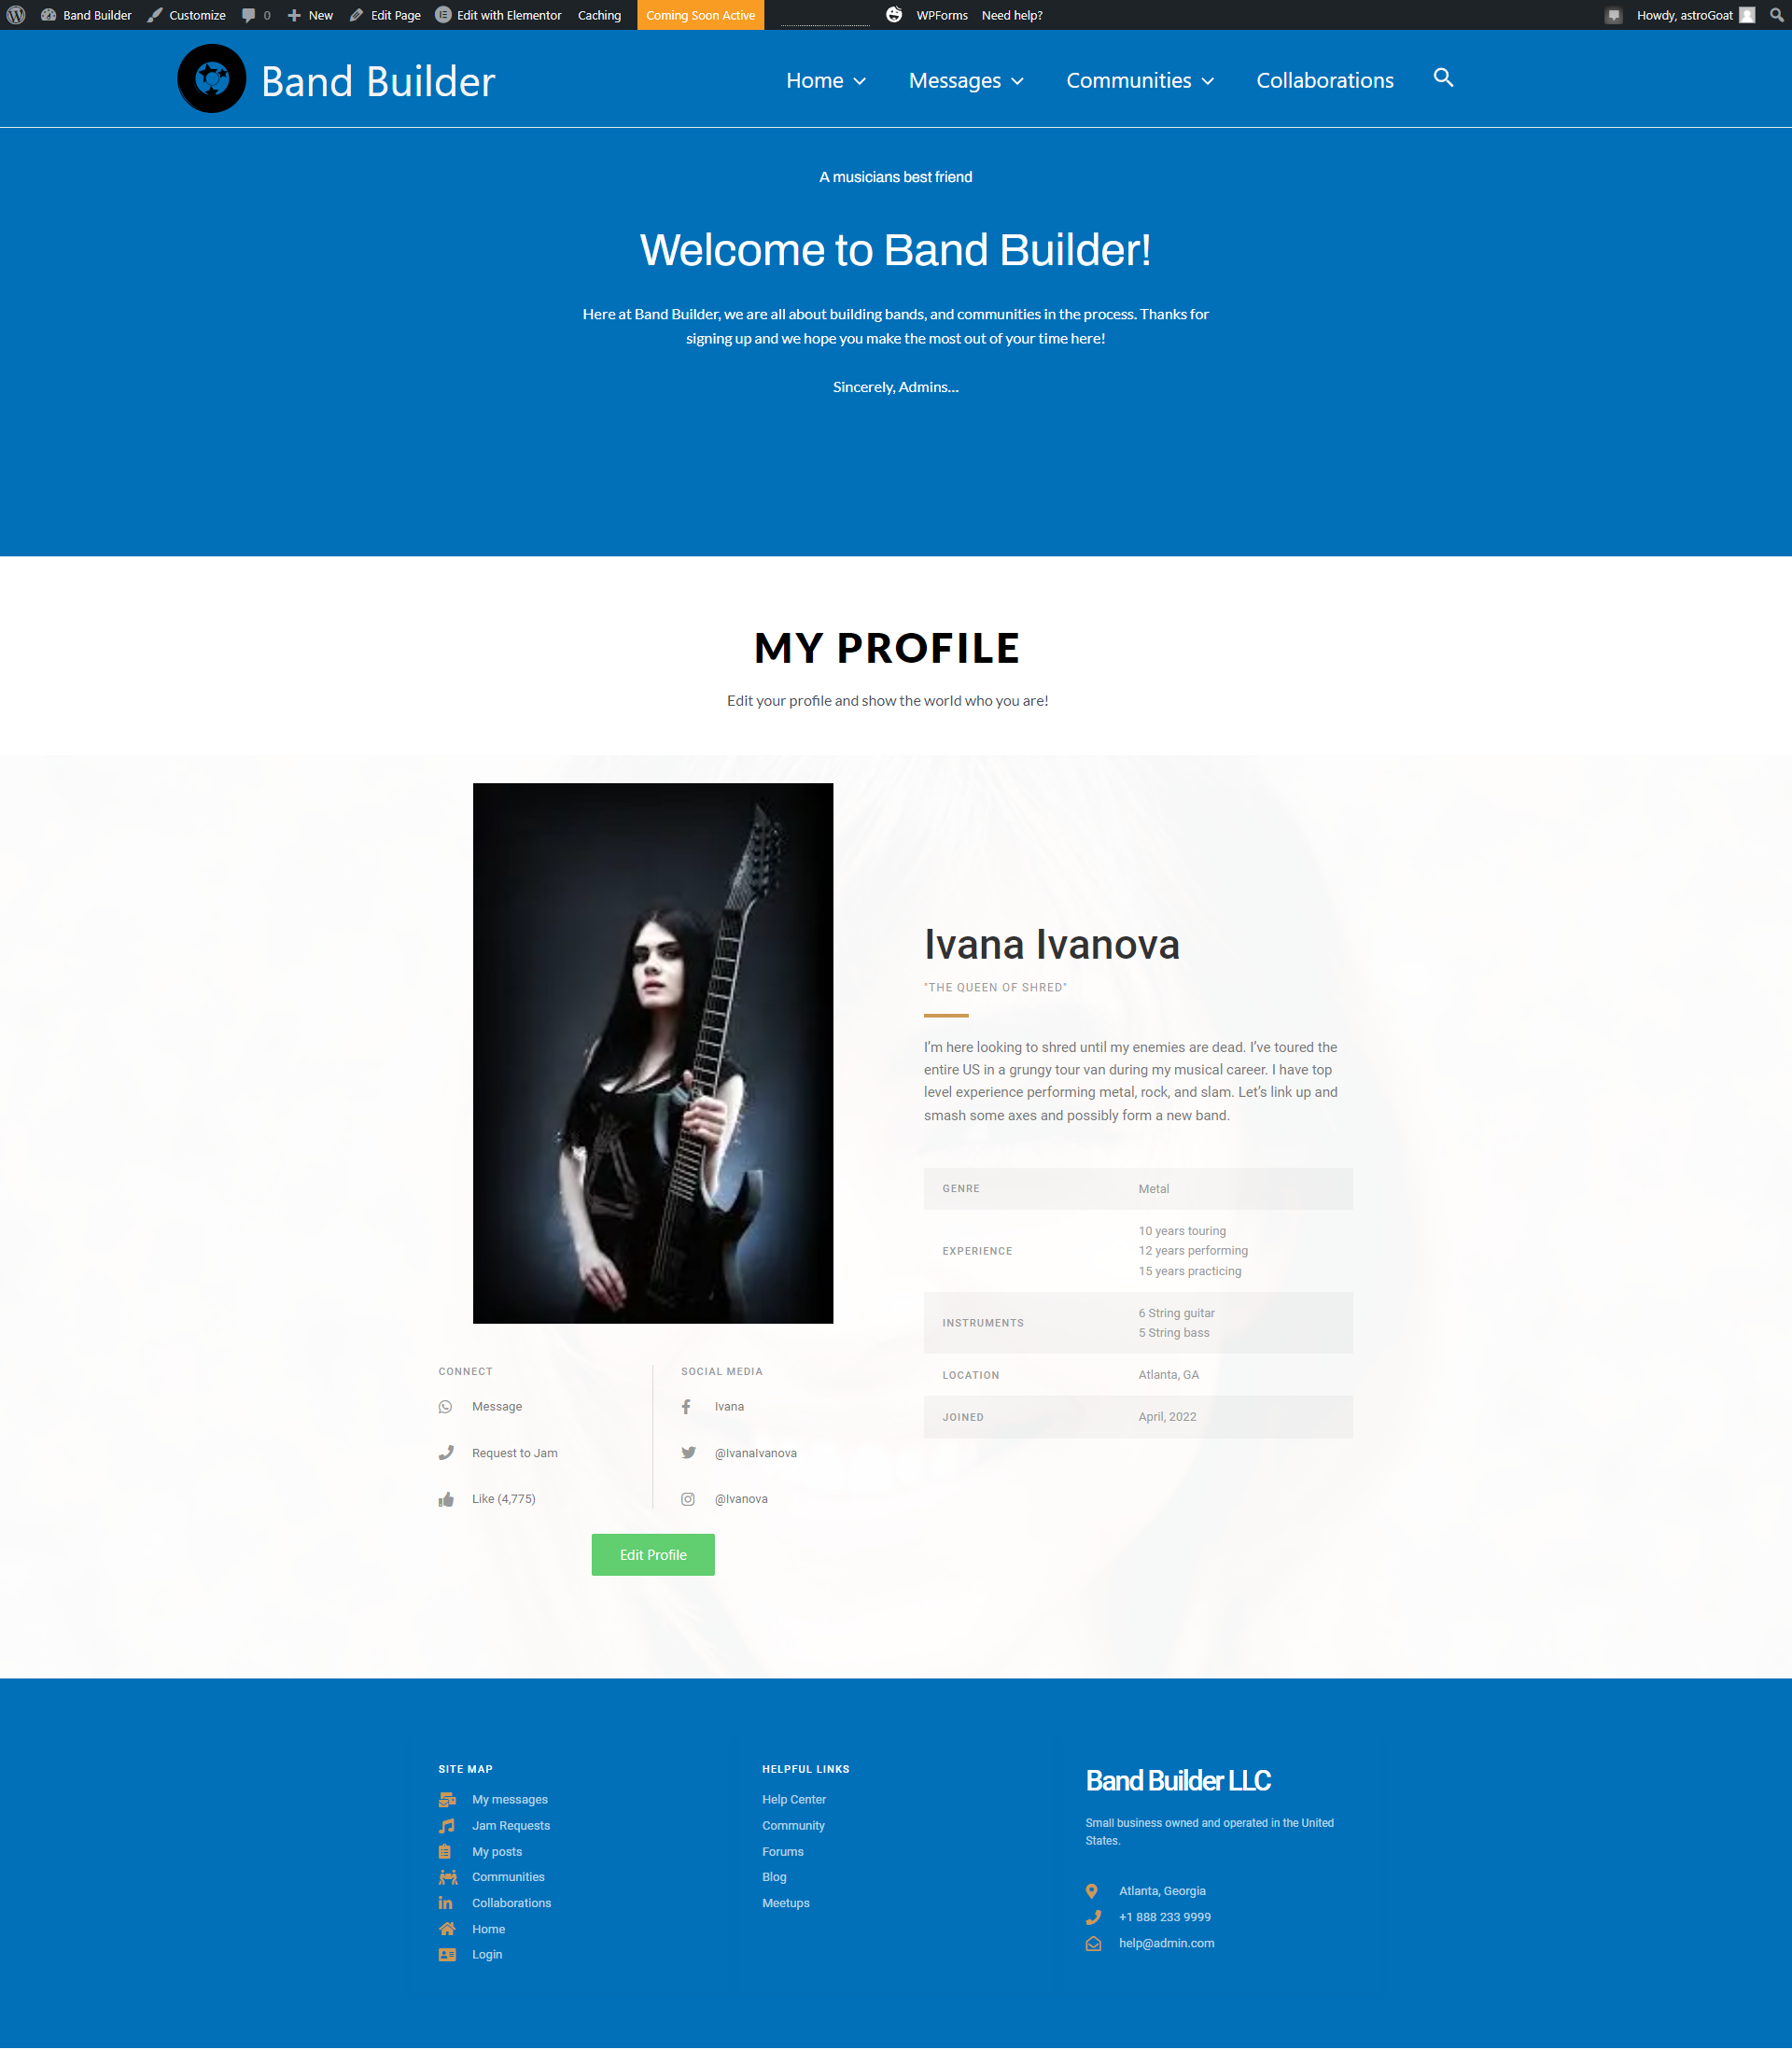 Band Builder Customize 0 New Edit Page Edit with Elementor Caching Coming Soon Active WPForms Need help? Howdy, astroGoat
Band Builder Home Messages Communities Collaborations
A musicians best friend
Welcome to Band Builder!
Here at Band Builder, we are all about building bands, and communities in the process. Thanks for
signing up and we hope you make the most out of your time here!
Sincerely, Admins...
MY PROFILE
Edit your profile and show the world who you are!
Ivana Ivanova
"THE QUEEN OF SHRED"
I'm here looking to shred until my enemies are dead. I've toured the
entire US in a grungy tour van during my musical career. I have top
level experience performing metal, rock, and slam. Let's link up and
smash some axes and possibly form a new band.
GENRE Metal
EXPERIENCE
10 years touring
12 years performing
15 years practicing
INSTRUMENTS
6 String guitar
5 String bass
LOCATION Atlanta, GA
JOINED April, 2022
CONNECT
Message
Request to Jam
Like (4,775)
SOCIAL MEDIA
Ivana
@IvanaIvanova
@Ivanova
Edit Profile
SITE MAP
My messages
Jam Requests
My posts
Communities
Collaborations
Home
Login
HELPFUL LINKS
Help Center
Community
Forums
Blog
Meetups
Band Builder LLC
Small business owned and operated in the United
States.
Atlanta, Georgia
+1 888 233 9999
help@admin.com